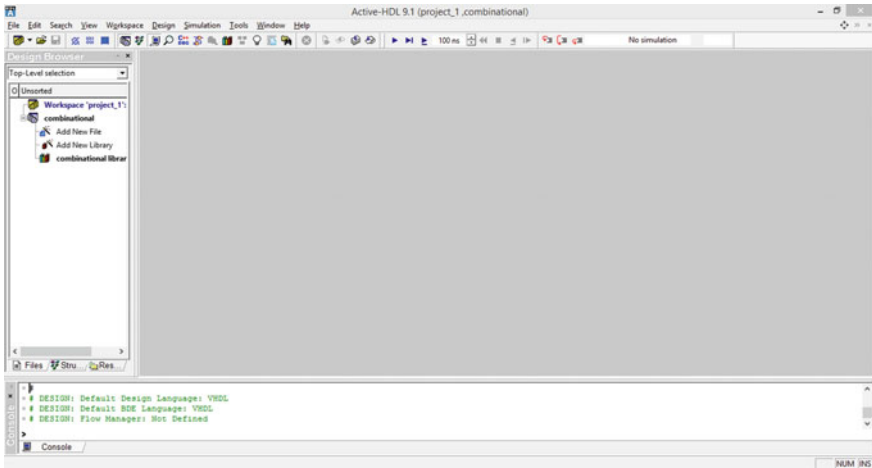 Active-HDL 9.1 (project_1 ,combinational)
File Edit Search View Workspace Design Simulation Tools Window Help
100 ns No simulation
Design Browser
Top-Level selection
O Unsorted
Workspace 'project_1':
combinational
Add New File
Add New Library
combinational librar
Files Stru... Res...
# DESIGN: Default Design Language: VHDL
# DESIGN: Default BDE Language: VHDL
# DESIGN: Flow Manager: Not Defined
>
Console
Console
NUM INS